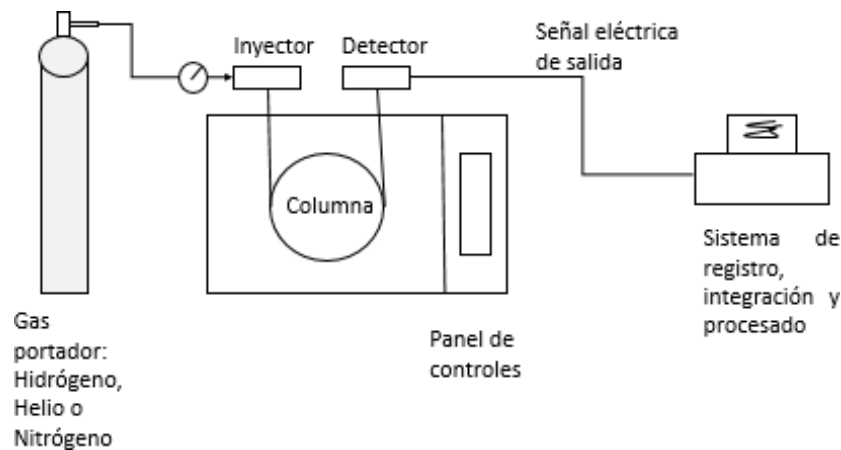 Inyector
Detector
Señal eléctrica
de salida
Columna
Sistema de
registro,
integración y
procesado
Panel de
controles
Gas
portador:
Hidrógeno,
Helio o
Nitrógeno